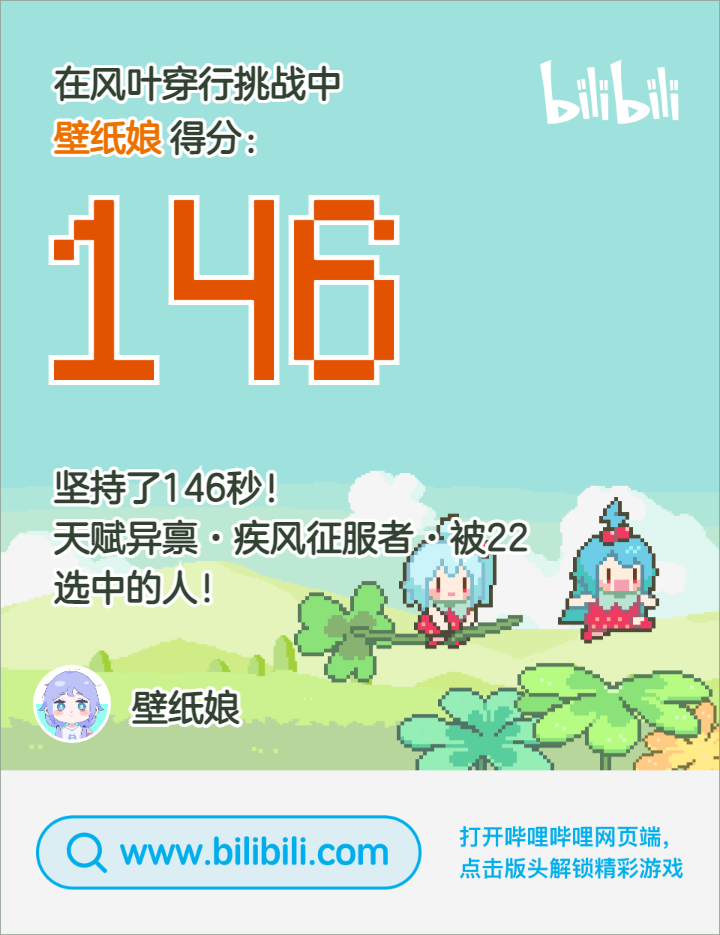 在风叶穿行挑战中
bilibili
壁纸娘 得分：
146
坚持了146秒！
天赋异禀·疾风征服者·被22
选中的人！
壁纸娘
www.bilibili.com
打开哔哩哔哩网页端，
点击版头解锁精彩游戏